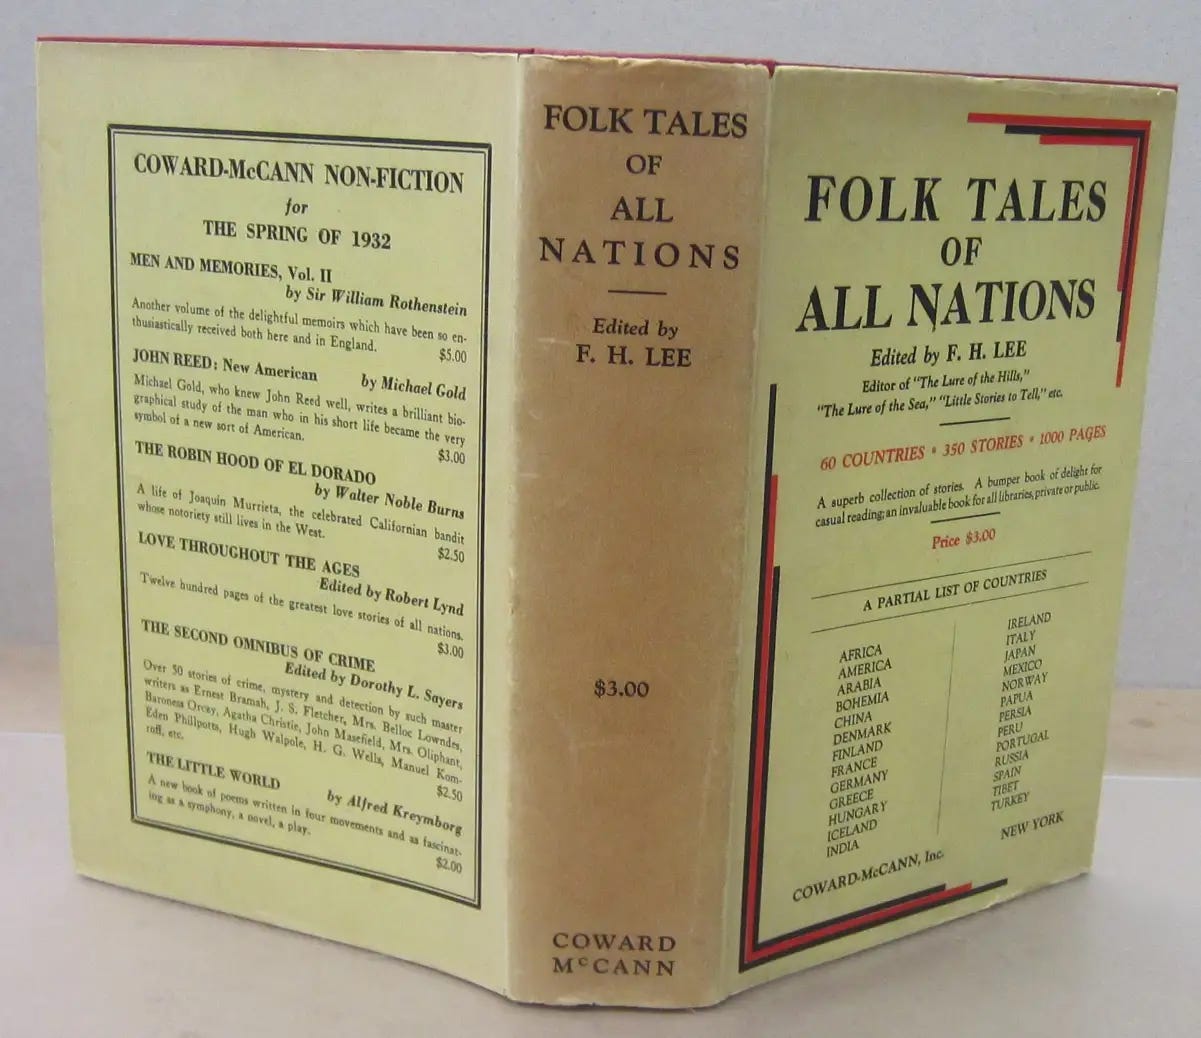 COWARD-McCANN NON-FICTION
for
THE SPRING OF 1932
MEN AND MEMORIES, Vol. II
by Sir William Rothenstein
Another volume of the delightful memoirs which have been so en-
thusiastically received both here and in England.
$5.00
JOHN REED: New American
by Michael Gold
Michael Gold, who knew John Reed well, writes a brilliant bio-
graphical study of the man who in his short life became the very
symbol of a new sort of American.
$3.00
THE ROBIN HOOD OF EL DORADO
by Walter Noble Burns
A life of Joaquin Murrieta, the celebrated Californian bandit
whose notoriety still lives in the West.
$2.50
LOVE THROUGHOUT THE AGES
Edited by Robert Lynd
Twelve hundred pages of the greatest love stories of all nations.
$3.00
THE SECOND OMNIBUS OF CRIME
Edited by Dorothy L. Sayers
Over 50 stories of crime, mystery and detection by such master
writers as Ernest Bramah, J. S. Fletcher, Mrs. Belloc Lowndes,
Baroness Orczy, Agatha Christie, John Masefield, Mrs. Oliphant,
Eden Phillpotts, Hugh Walpole, H. G. Wells, Manuel Kom-
roff, etc.
$2.50
THE LITTLE WORLD
by Alfred Kreymborg
A new book of poems written in four movements and as fascinat-
ing as a symphony, a novel, a play.
$2.00
FOLK TALES
OF
ALL
NATIONS
Edited by
F. H. LEE
$3.00
COWARD
McCANN
FOLK TALES
OF
ALL NATIONS
Edited by F. H. LEE
Editor of "The Lure of the Hills,"
"The Lure of the Sea," "Little Stories to Tell," etc.
60 COUNTRIES • 350 STORIES • 1000 PAGES
A superb collection of stories. A bumper book of delight for
casual reading; an invaluable book for all libraries, private or public.
Price $3.00
A PARTIAL LIST OF COUNTRIES
AFRICA
AMERICA
ARABIA
BOHEMIA
CHINA
DENMARK
FINLAND
FRANCE
GERMANY
GREECE
HUNGARY
ICELAND
INDIA
IRELAND
ITALY
JAPAN
MEXICO
NORWAY
PAPUA
PERSIA
PERU
PORTUGAL
RUSSIA
SPAIN
TIBET
TURKEY
COWARD-McCANN, Inc.
NEW YORK